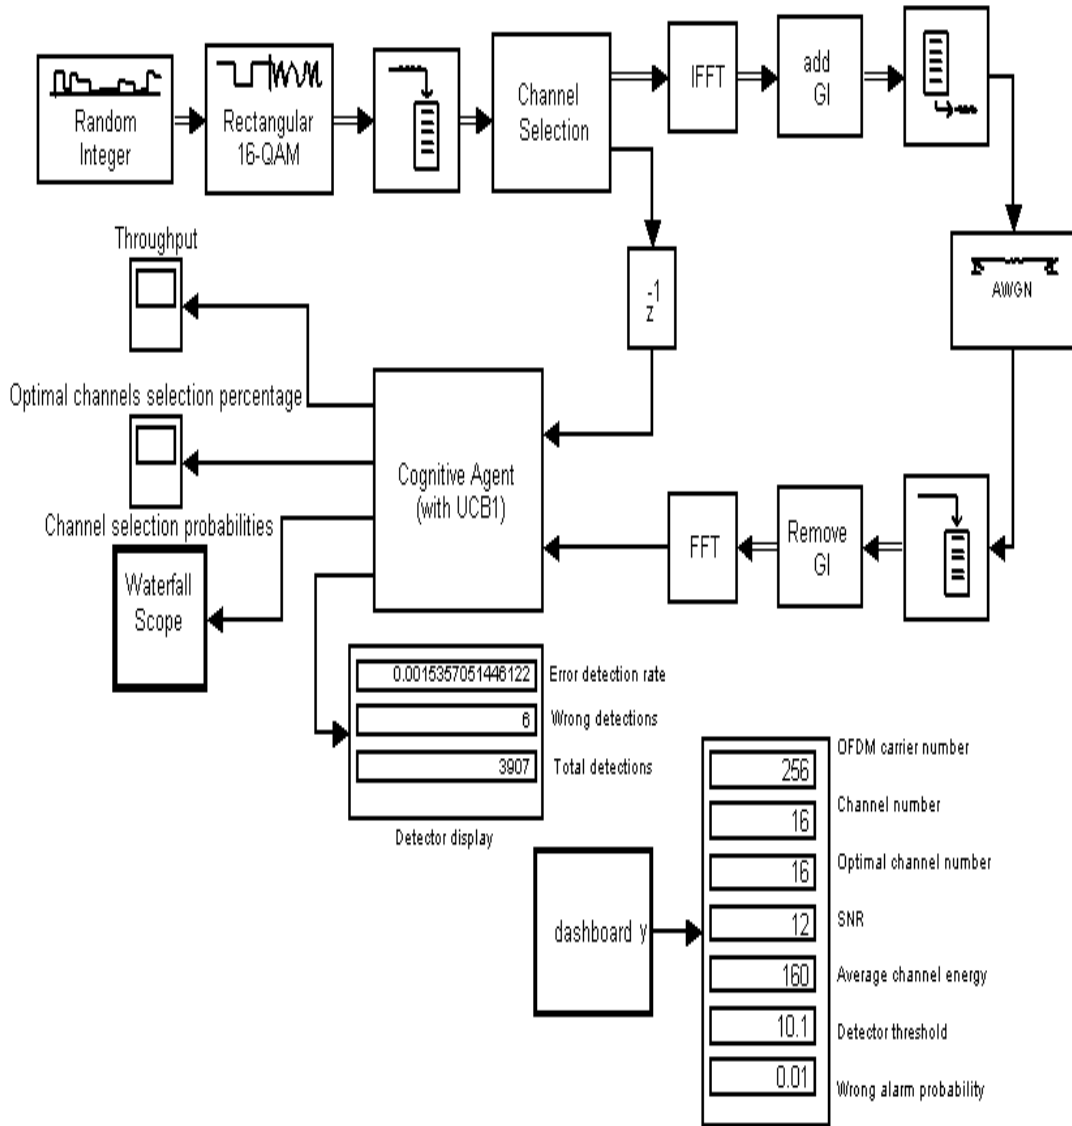 Random
Integer
Rectangular
16-QAM
Channel
Selection
IFFT
add
GI
AWGN
-1
z
Throughput
Optimal channels selection percentage
Channel selection probabilities
Waterfall
Scope
Cognitive Agent
(with UCB1)
FFT
Remove
GI
0.0015357051446122 Error detection rate
6 Wrong detections
3907 Total detections
Detector display
dashboard y
256 OFDM carrier number
16 Channel number
16 Optimal channel number
12 SNR
160 Average channel energy
10.1 Detector threshold
0.01 Wrong alarm probability